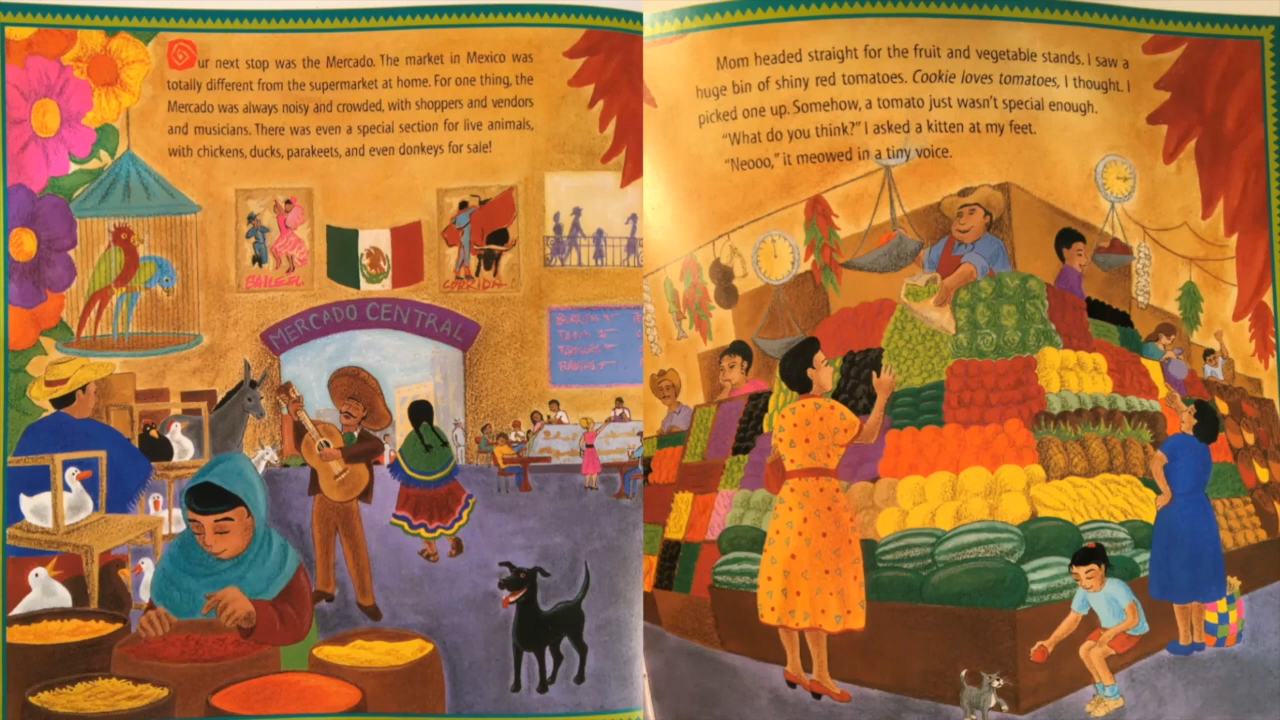 Our next stop was the Mercado. The market in Mexico was
totally different from the supermarket at home. For one thing, the
Mercado was always noisy and crowded, with shoppers and vendors
and musicians. There was even a special section for live animals,
with chickens, ducks, parakeets, and even donkeys for sale!
CORRIDA
MERCADO CENTRAL
Mom headed straight for the fruit and vegetable stands. I saw a
huge bin of shiny red tomatoes. Cookie loves tomatoes, I thought. I
picked one up. Somehow, a tomato just wasn't special enough.
"What do you think?" I asked a kitten at my feet.
"Neooo," it meowed in a tiny voice.